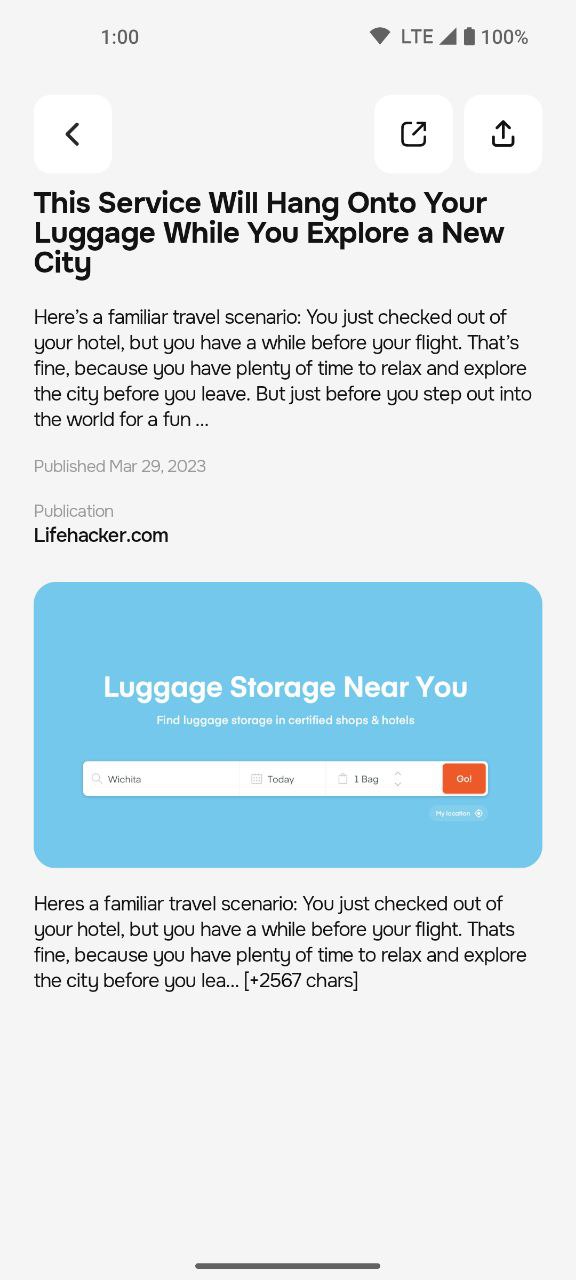 1:00 LTE 100%
This Service Will Hang Onto Your
Luggage While You Explore a New
City
Here’s a familiar travel scenario: You just checked out of
your hotel, but you have a while before your flight. That’s
fine, because you have plenty of time to relax and explore
the city before you leave. But just before you step out into
the world for a fun …
Published Mar 29, 2023
Publication
Lifehacker.com
Luggage Storage Near You
Find luggage storage in certified shops & hotels
Wichita Today 1 Bag Go!
My location
Heres a familiar travel scenario: You just checked out of
your hotel, but you have a while before your flight. Thats
fine, because you have plenty of time to relax and explore
the city before you lea… [+2567 chars]